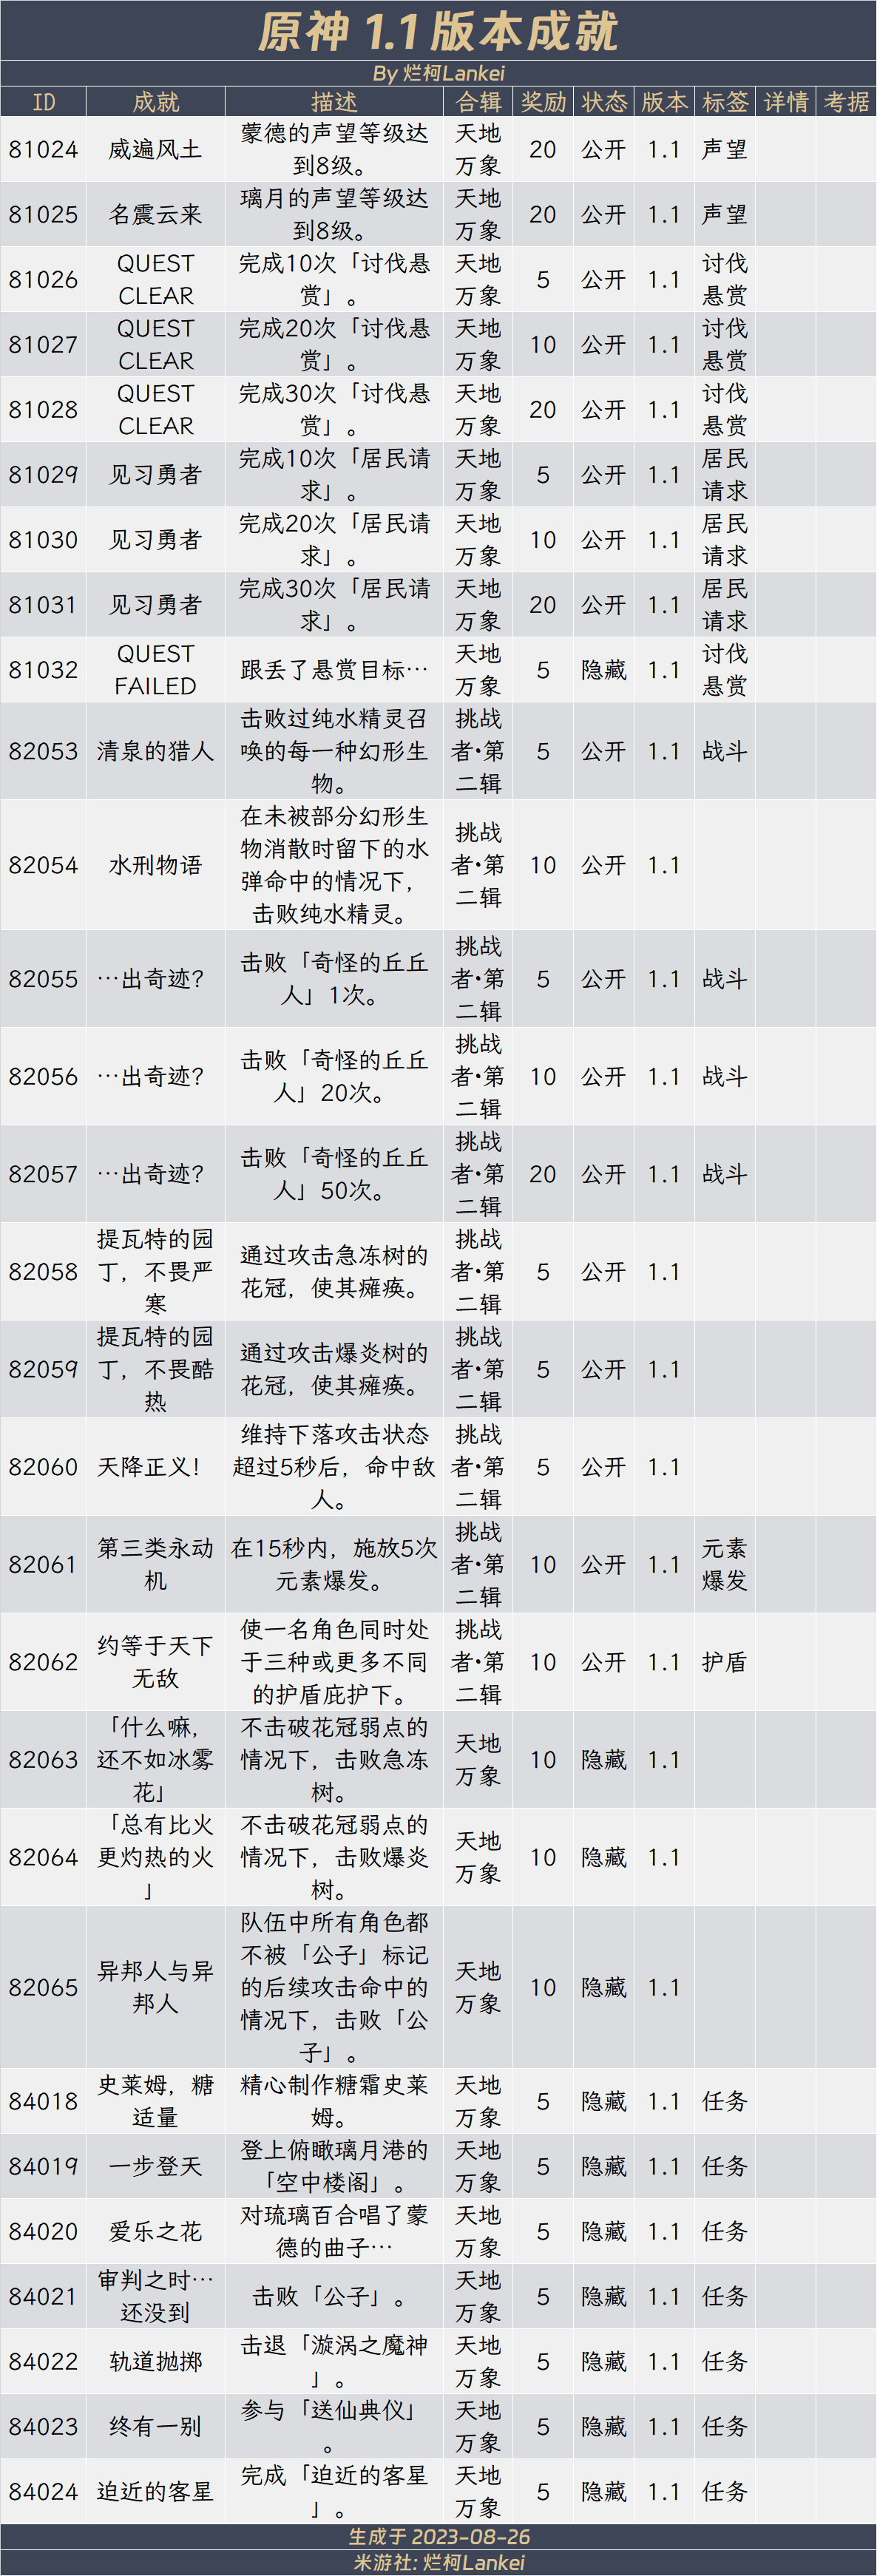 原神 1.1 版本成就
By 烂柯Lankei
ID 成就 描述 合辑 奖励 状态 版本 标签 详情 考据
81024 威遍风土 蒙德的声望等级达到8级。 天地万象 20 公开 1.1 声望
81025 名震云来 璃月的声望等级达到8级。 天地万象 20 公开 1.1 声望
81026 QUEST CLEAR 完成10次「讨伐悬赏」。 天地万象 5 公开 1.1 讨伐悬赏
81027 QUEST CLEAR 完成20次「讨伐悬赏」。 天地万象 10 公开 1.1 讨伐悬赏
81028 QUEST CLEAR 完成30次「讨伐悬赏」。 天地万象 20 公开 1.1 讨伐悬赏
81029 见习勇者 完成10次「居民请求」。 天地万象 5 公开 1.1 居民请求
81030 见习勇者 完成20次「居民请求」。 天地万象 10 公开 1.1 居民请求
81031 见习勇者 完成30次「居民请求」。 天地万象 20 公开 1.1 居民请求
81032 QUEST FAILED 跟丢了悬赏目标… 天地万象 5 隐藏 1.1 讨伐悬赏
82053 清泉的猎人 击败过纯水精灵召唤的每一种幻形生物。 挑战者·第二辑 5 公开 1.1 战斗
82054 水刑物语 在未被部分幻形生物消散时留下的水弹命中的情况下，击败纯水精灵。 挑战者·第二辑 10 公开 1.1
82055 …出奇迹？ 击败「奇怪的丘丘人」1次。 挑战者·第二辑 5 公开 1.1 战斗
82056 …出奇迹？ 击败「奇怪的丘丘人」20次。 挑战者·第二辑 10 公开 1.1 战斗
82057 …出奇迹？ 击败「奇怪的丘丘人」50次。 挑战者·第二辑 20 公开 1.1 战斗
82058 提瓦特的园丁，不畏严寒 通过攻击急冻树的花冠，使其瘫痪。 挑战者·第二辑 5 公开 1.1
82059 提瓦特的园丁，不畏酷热 通过攻击爆炎树的花冠，使其瘫痪。 挑战者·第二辑 5 公开 1.1
82060 天降正义！ 维持下落攻击状态超过5秒后，命中敌人。 挑战者·第二辑 5 公开 1.1
82061 第三类永动机 在15秒内，施放5次元素爆发。 挑战者·第二辑 10 公开 1.1 元素爆发
82062 约等于天下无敌 使一名角色同时处于三种或更多不同的护盾庇护下。 挑战者·第二辑 10 公开 1.1 护盾
82063 「什么嘛，还不如冰雾花」 不击破花冠弱点的情况下，击败急冻树。 天地万象 10 隐藏 1.1
82064 「总有比火更灼热的火」 不击破花冠弱点的情况下，击败爆炎树。 天地万象 10 隐藏 1.1
82065 异邦人与异邦人 队伍中所有角色都不被「公子」标记的后续攻击命中的情况下，击败「公子」。 天地万象 10 隐藏 1.1
84018 史莱姆，糖适量 精心制作糖霜史莱姆。 天地万象 5 隐藏 1.1 任务
84019 一步登天 登上俯瞰璃月港的「空中楼阁」。 天地万象 5 隐藏 1.1 任务
84020 爱乐之花 对琉璃百合唱了蒙德的曲子… 天地万象 5 隐藏 1.1 任务
84021 审判之时…还没到 击败「公子」。 天地万象 5 隐藏 1.1 任务
84022 轨道抛掷 击退「漩涡之魔神」。 天地万象 5 隐藏 1.1 任务
84023 终有一别 参与「送仙典仪」。 天地万象 5 隐藏 1.1 任务
84024 迫近的客星 完成「迫近的客星」。 天地万象 5 隐藏 1.1 任务
生成于 2023-08-26
米游社: 烂柯Lankei